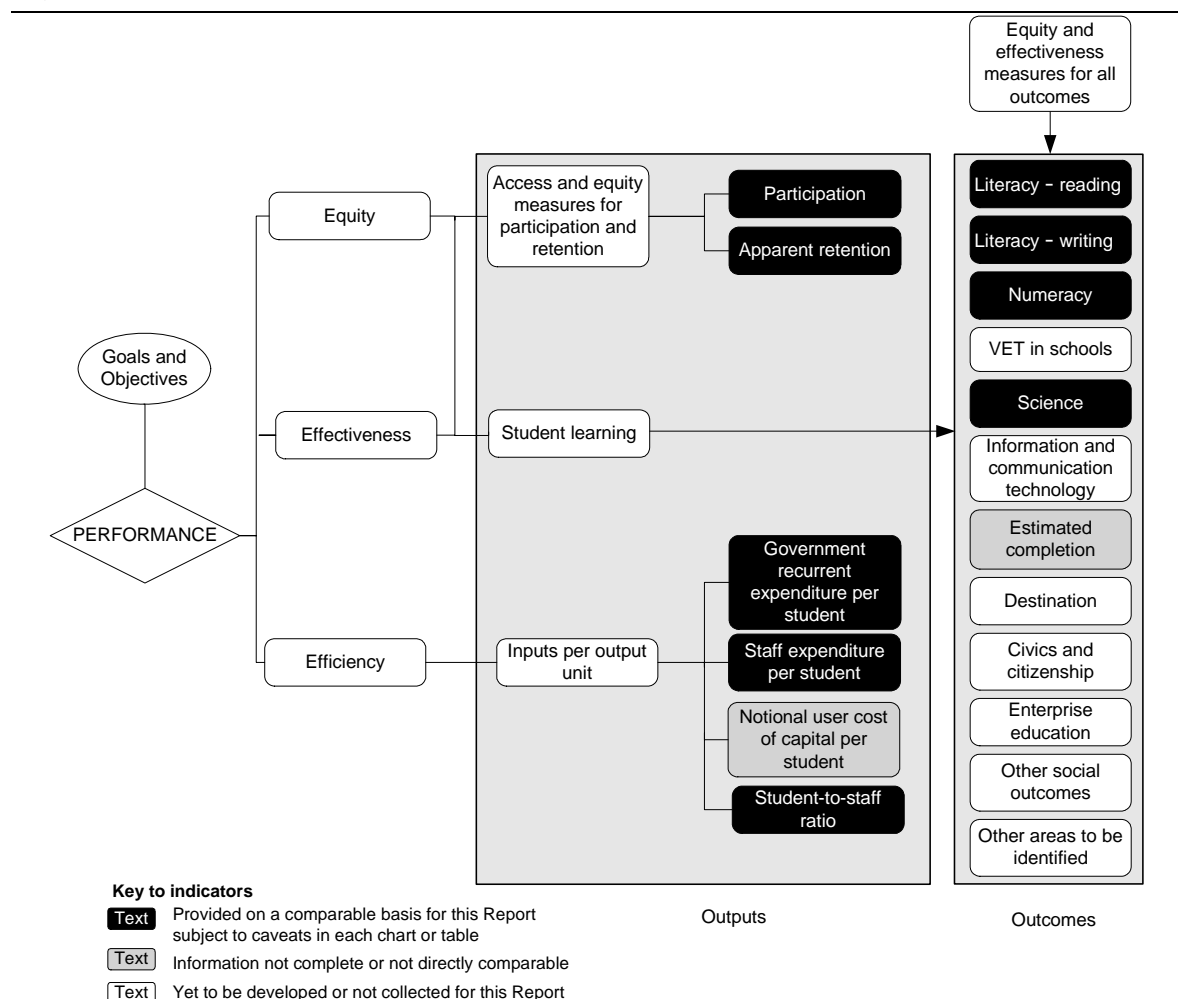 Equity and
effectiveness
measures for all
outcomes
Goals and
Objectives
PERFORMANCE
Equity
Effectiveness
Efficiency
Access and equity
measures for
participation and
retention
Student learning
Inputs per output
unit
Participation
Apparent retention
Government
recurrent
expenditure per
student
Staff expenditure
per student
Notional user cost
of capital per
student
Student-to-staff
ratio
Literacy - reading
Literacy - writing
Numeracy
VET in schools
Science
Information and
communication
technology
Estimated
completion
Destination
Civics and
citizenship
Enterprise
education
Other social
outcomes
Other areas to be
identified
Outputs
Outcomes
Key to indicators
Text Provided on a comparable basis for this Report
subject to caveats in each chart or table
Text Information not complete or not directly comparable
Text Yet to be developed or not collected for this Report